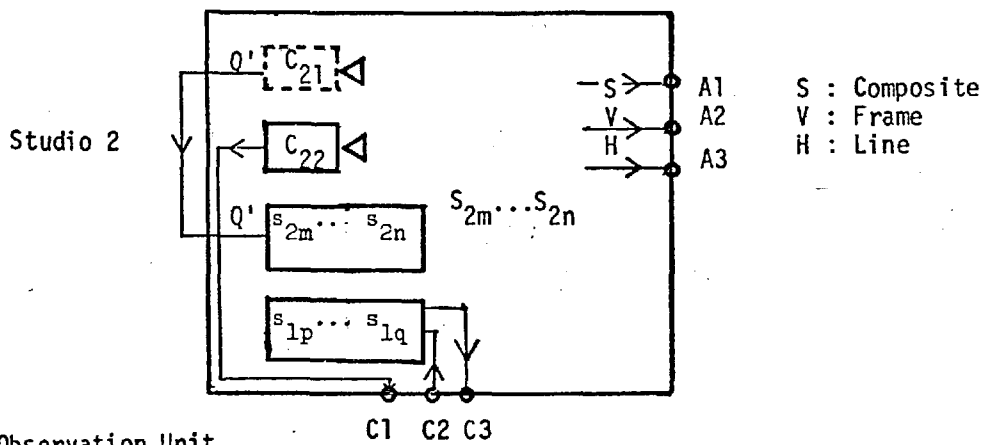 Q' C21
S A1 S : Composite
V A2 V : Frame
H A3 H : Line
Studio 2
C22
Q' s2m... s2n S2m...S2n
s1p... s1q
C1 C2 C3
Observation Unit